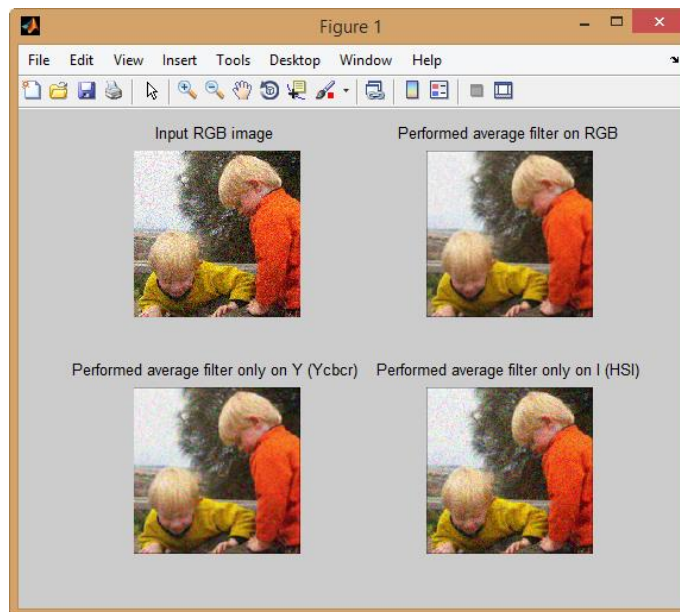 Figure 1
File Edit View Insert Tools Desktop Window Help
Input RGB image
Performed average filter on RGB
Performed average filter only on Y (Ycbcr)
Performed average filter only on I (HSI)